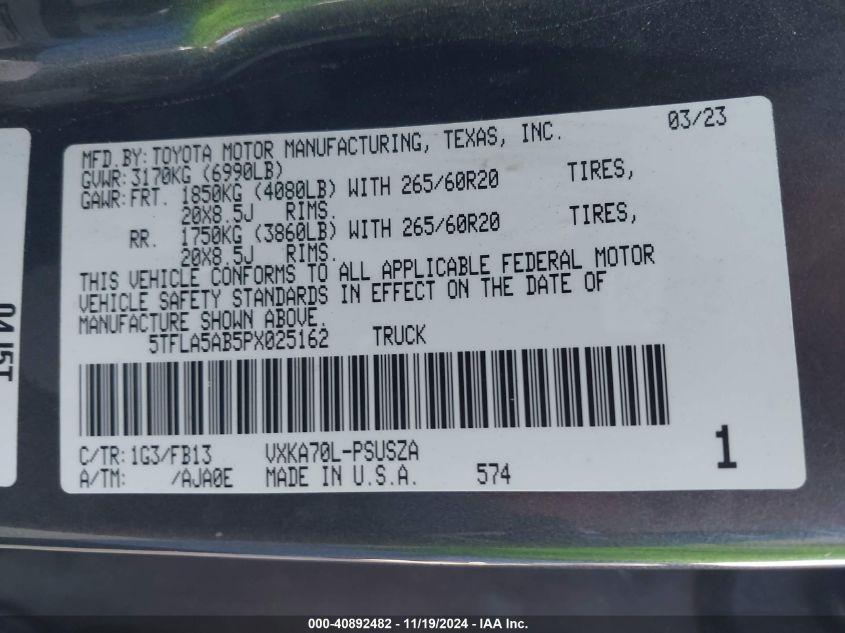 MFD.BY: TOYOTA MOTOR MANUFACTURING, TEXAS, INC. 03/23
GVWR: 3170KG (6990LB)
GAWR: FRT. 1850KG (4080LB) WITH 265/60R20 TIRES,
20X8.5J RIMS.
RR. 1750KG (3860LB) WITH 265/60R20 TIRES,
20X8.5J RIMS.
THIS VEHICLE CONFORMS TO ALL APPLICABLE FEDERAL MOTOR
VEHICLE SAFETY STANDARDS IN EFFECT ON THE DATE OF
MANUFACTURE SHOWN ABOVE.
5TFLA5AB5PX025162 TRUCK
C/TR: 1G3/FB13 VXKA70L-PSUSZA 1
A/TM: /AJA0E MADE IN U.S.A. 574
04J5T
000-40892482 - 11/19/2024 - IAA Inc.